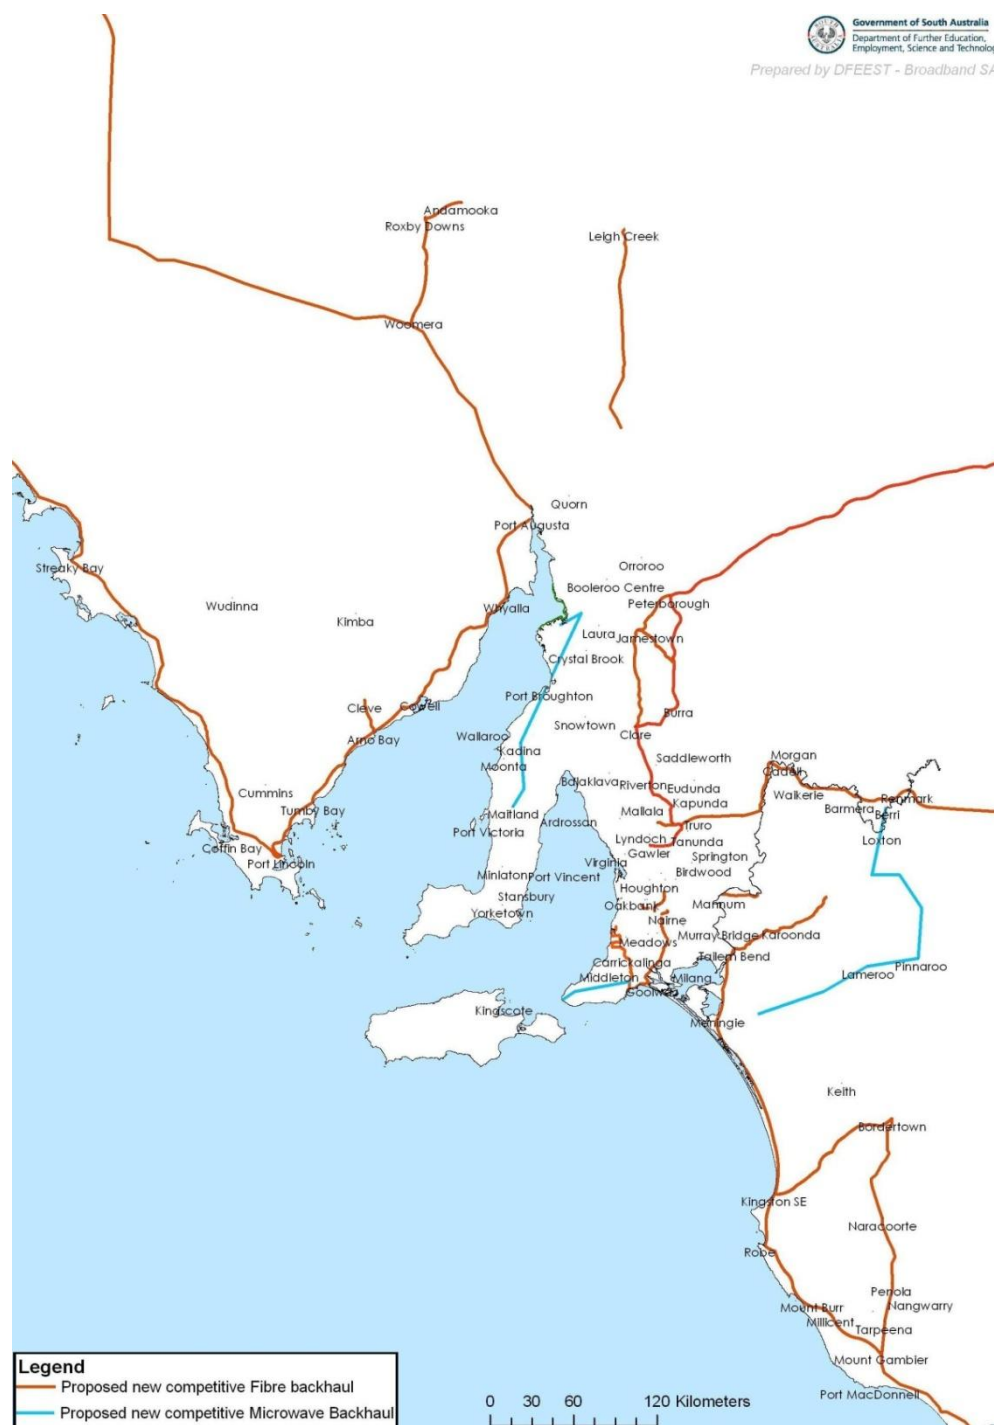 Government of South Australia
Department of Further Education,
Employment, Science and Technolog
Prepared by DFEEST - Broadband SA
Andamooka
Roxby Downs
Leigh Creek
Woomera
Quorn
Port Augusta
Streaky Bay
Orroroo
Booleroo Centre
Whyalla
Peterborough
Wudinna
Kimba
Laura
Jamestown
Crystal Brook
Port Broughton
Cleve
Cowell
Burra
Snowtown
Clare
Wallaroo
Arno Bay
Kadina
Moonta
Saddleworth
Morgan
Cadell
Balaklava
Riverton
Eudunda
Waikerie
Renmark
Cummins
Kapunda
Barmera
Berri
Tumby Bay
Maitland
Mallala
Ardrossan
Truro
Port Victoria
Lyndoch
Tanunda
Loxton
Coffin Bay
Gawler
Springton
Port Lincoln
Virginia
Birdwood
Minlaton
Port Vincent
Houghton
Stansbury
Oakbank
Mannum
Yorketown
Nairne
Meadows
Murray Bridge
Karoonda
Tailem Bend
Carrickalinga
Pinnaroo
Middleton
Milang
Lameroo
Goolwa
Kingscote
Meningie
Keith
Bordertown
Kingston SE
Naracoorte
Robe
Penola
Mount Burr
Nangwarry
Millicent
Tarpeena
Mount Gambier
Port MacDonnell
Legend
Proposed new competitive Fibre backhaul
Proposed new competitive Microwave Backhaul
0 30 60 120 Kilometers